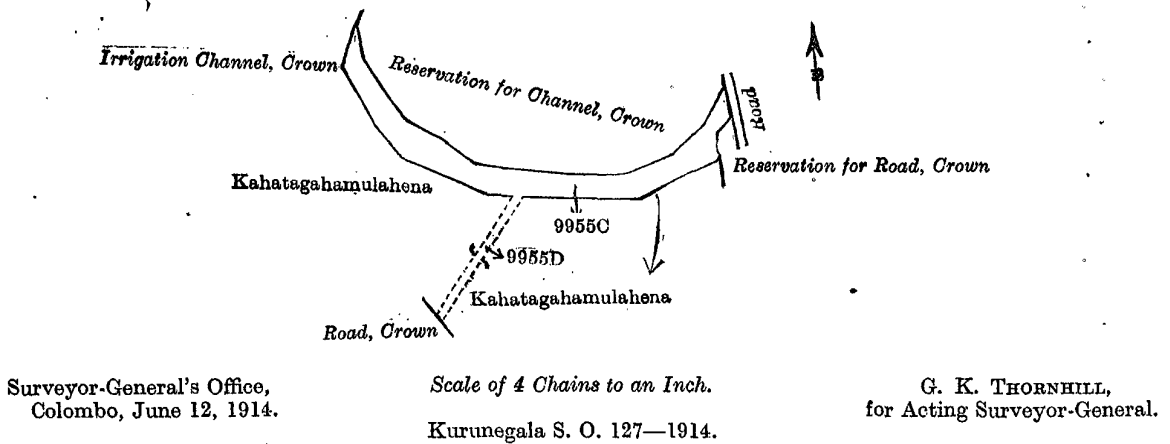 Irrigation Channel, Crown
Reservation for Channel, Crown
Road
Reservation for Road, Crown
Kahatagahamulahena
9955C
9955D
Kahatagahamulahena
Road, Crown
Surveyor-General's Office,
Colombo, June 12, 1914.
Scale of 4 Chains to an Inch.
Kurunegala S. O. 127—1914.
G. K. THORNHILL,
for Acting Surveyor-General.